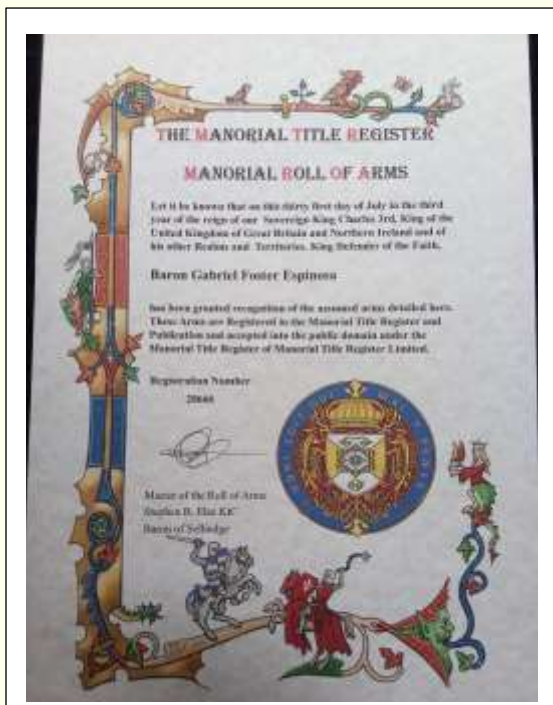 THE MANORIAL TITLE REGISTER
MANORIAL ROLL OF ARMS
Let it be known that on this thirty first day of July in the third
year of the reign of our Sovereign King Charles 3rd, King of the
United Kingdom of Great Britain and Northern Ireland and of
his other Realms and Territories, King Defender of the Faith,
Baron Gabriel Foster Espinoza
has been granted recognition of the assumed arms detailed here.
These Arms are Registered in the Manorial Title Register and
Publication and accepted into the public domain under the
Manorial Title Register of Manorial Title Register Limited.
Registration Number
Master of the Roll of Arms
Stephen B.
Baron of Sellindge